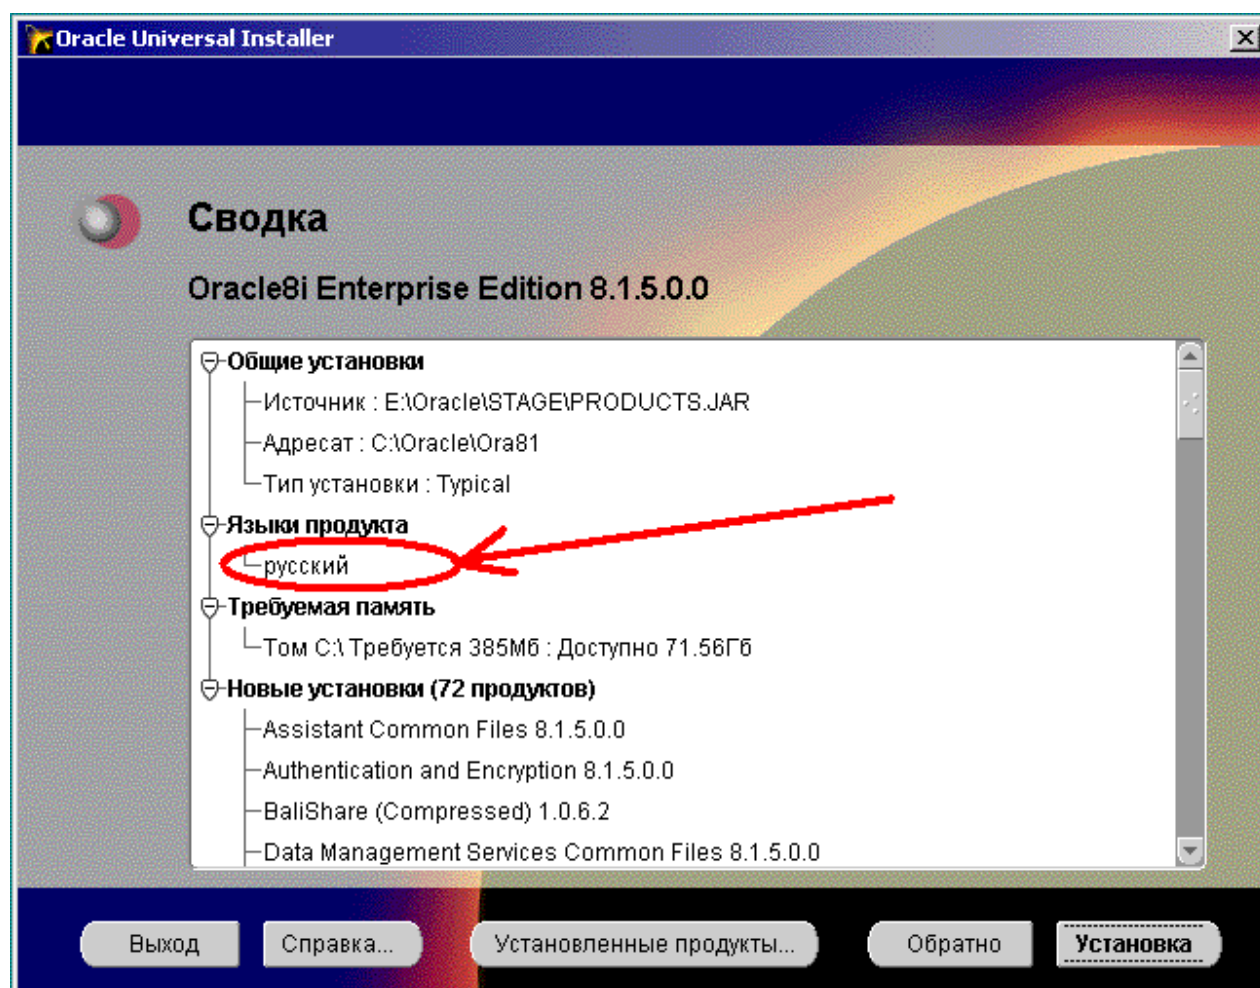 Oracle Universal Installer
Сводка
Oracle8i Enterprise Edition 8.1.5.0.0
Общие установки
Источник : E:\Oracle\STAGE\PRODUCTS.JAR
Адресат : C:\Oracle\Ora81
Тип установки : Typical
Языки продукта
русский
Требуемая память
Том C:\ Требуется 385Мб : Доступно 71.56Гб
Новые установки (72 продуктов)
Assistant Common Files 8.1.5.0.0
Authentication and Encryption 8.1.5.0.0
BaliShare (Compressed) 1.0.6.2
Data Management Services Common Files 8.1.5.0.0
Выход Справка... Установленные продукты... Обратно Установка